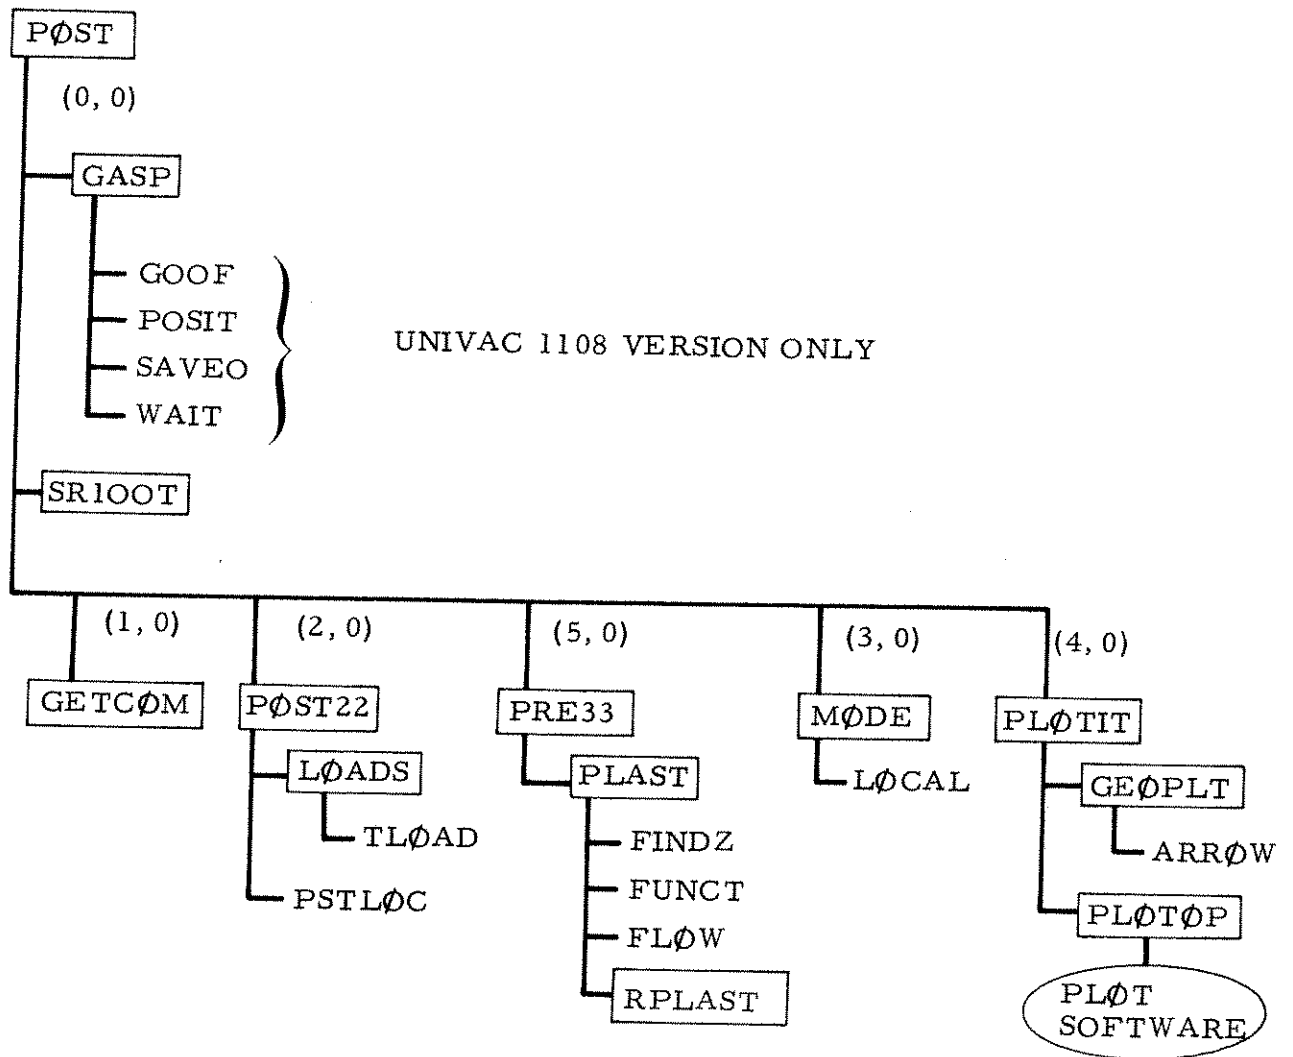 PØST
(0, 0)
GASP
GOOF
POSIT
SAVEO
WAIT
UNIVAC 1108 VERSION ONLY
SR1OOT
(1, 0)
(2, 0)
(5, 0)
(3, 0)
(4, 0)
GETCØM
PØST22
PRE33
MØDE
PLØTIT
LØADS
PLAST
LØCAL
GEØPLT
TLØAD
FINDZ
ARRØW
PSTLØC
FUNCT
FLØW
PLØTØP
RPLAST
PLØT
SOFTWARE